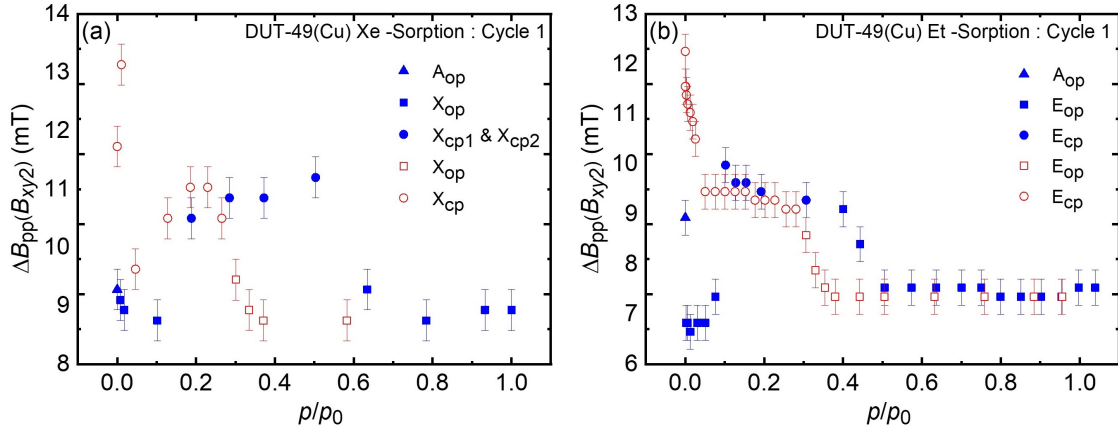 (a)
DUT-49(Cu) Xe -Sorption : Cycle 1
A_op
X_op
X_cp1 & X_cp2
X_op
X_cp
ΔB_pp(B_xy2) (mT)
14
13
12
11
10
9
8
0.0
0.2
0.4
0.6
0.8
1.0
p/p_0
(b)
DUT-49(Cu) Et -Sorption : Cycle 1
A_op
E_op
E_cp
E_op
E_cp
ΔB_pp(B_xy2) (mT)
13
12
11
10
9
8
7
6
0.0
0.2
0.4
0.6
0.8
1.0
p/p_0